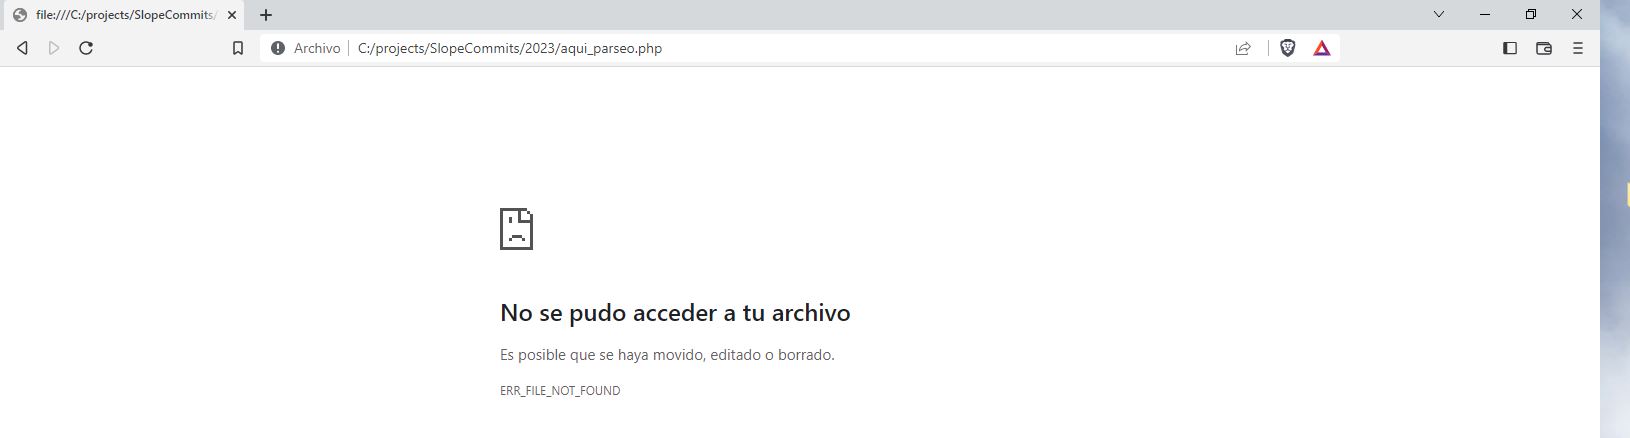 file:///C:/projects/SlopeCommits/
Archivo C:/projects/SlopeCommits/2023/aqui_parseo.php
No se pudo acceder a tu archivo
Es posible que se haya movido, editado o borrado.
ERR_FILE_NOT_FOUND